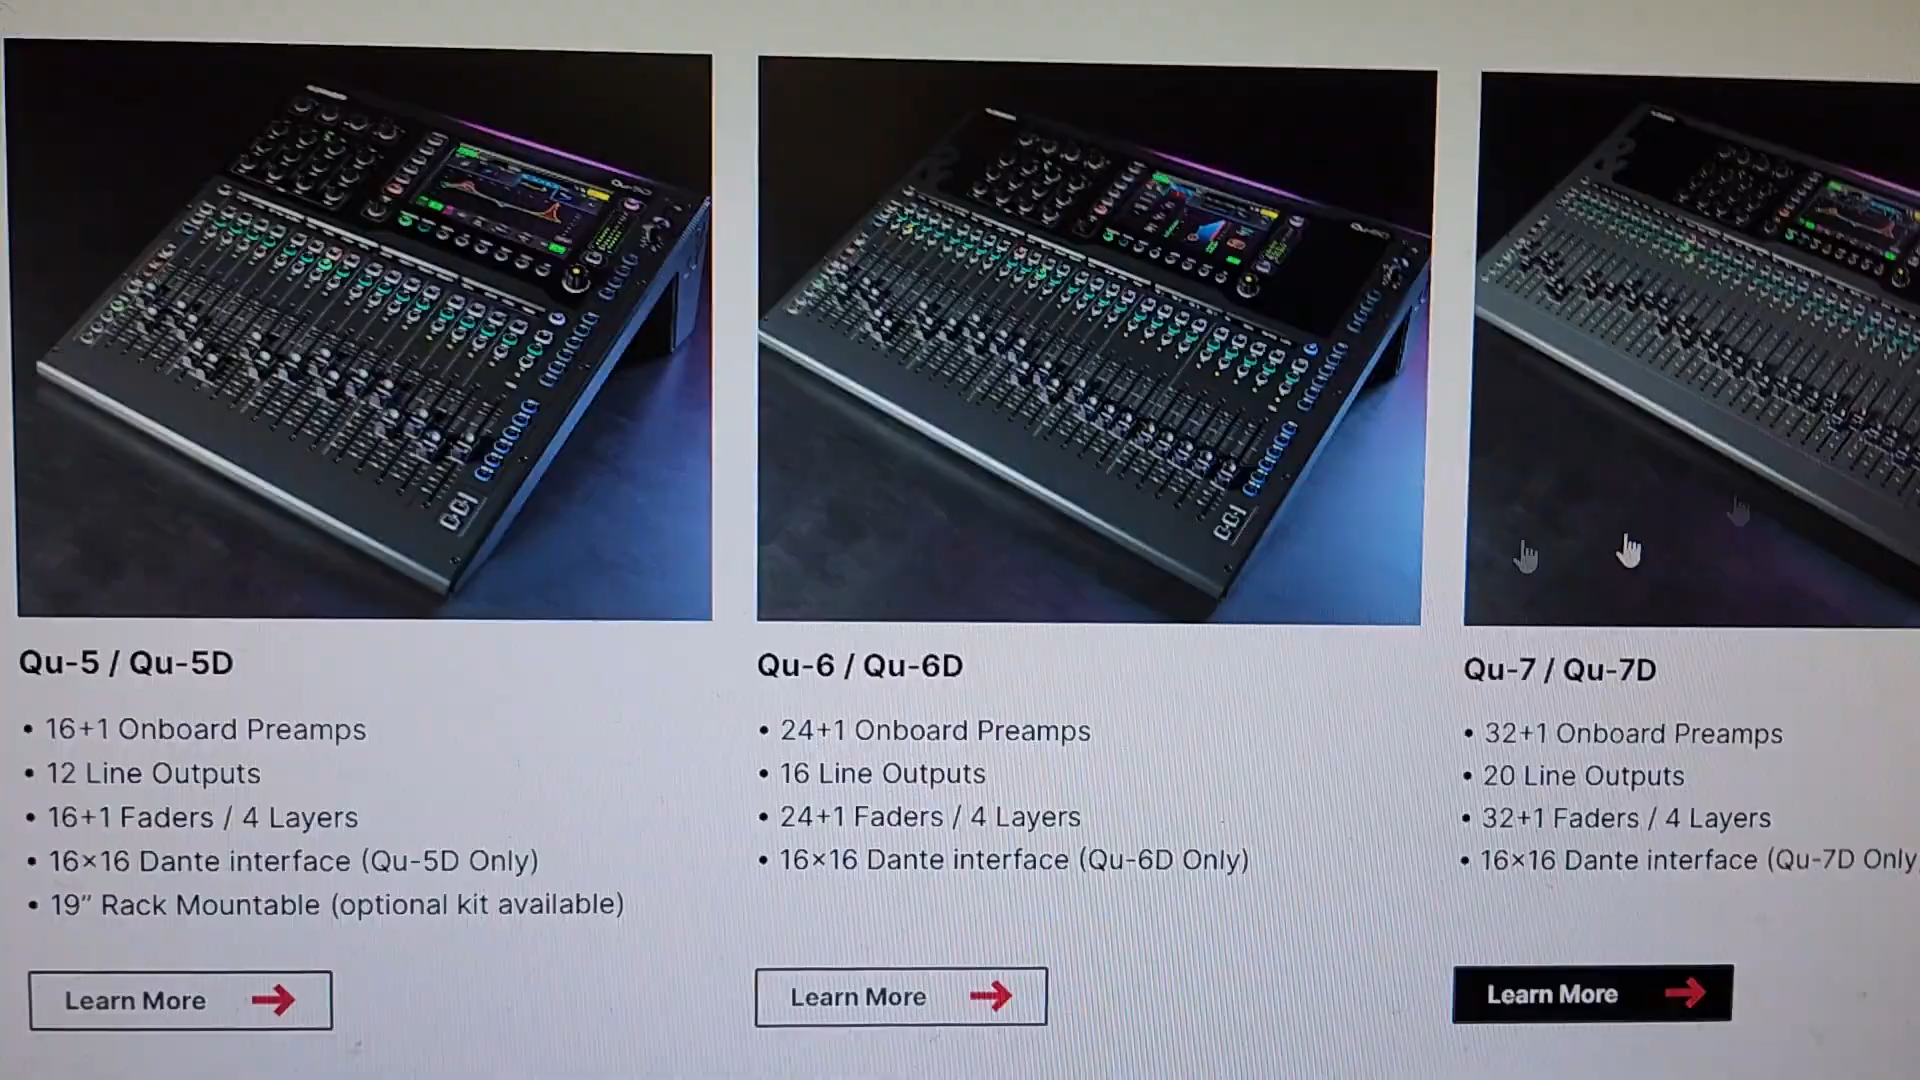 Qu-5 / Qu-5D
• 16+1 Onboard Preamps
• 12 Line Outputs
• 16+1 Faders / 4 Layers
• 16×16 Dante interface (Qu-5D Only)
• 19” Rack Mountable (optional kit available)
Learn More
Qu-6 / Qu-6D
• 24+1 Onboard Preamps
• 16 Line Outputs
• 24+1 Faders / 4 Layers
• 16×16 Dante interface (Qu-6D Only)
Learn More
Qu-7 / Qu-7D
• 32+1 Onboard Preamps
• 20 Line Outputs
• 32+1 Faders / 4 Layers
• 16×16 Dante interface (Qu-7D Only
Learn More